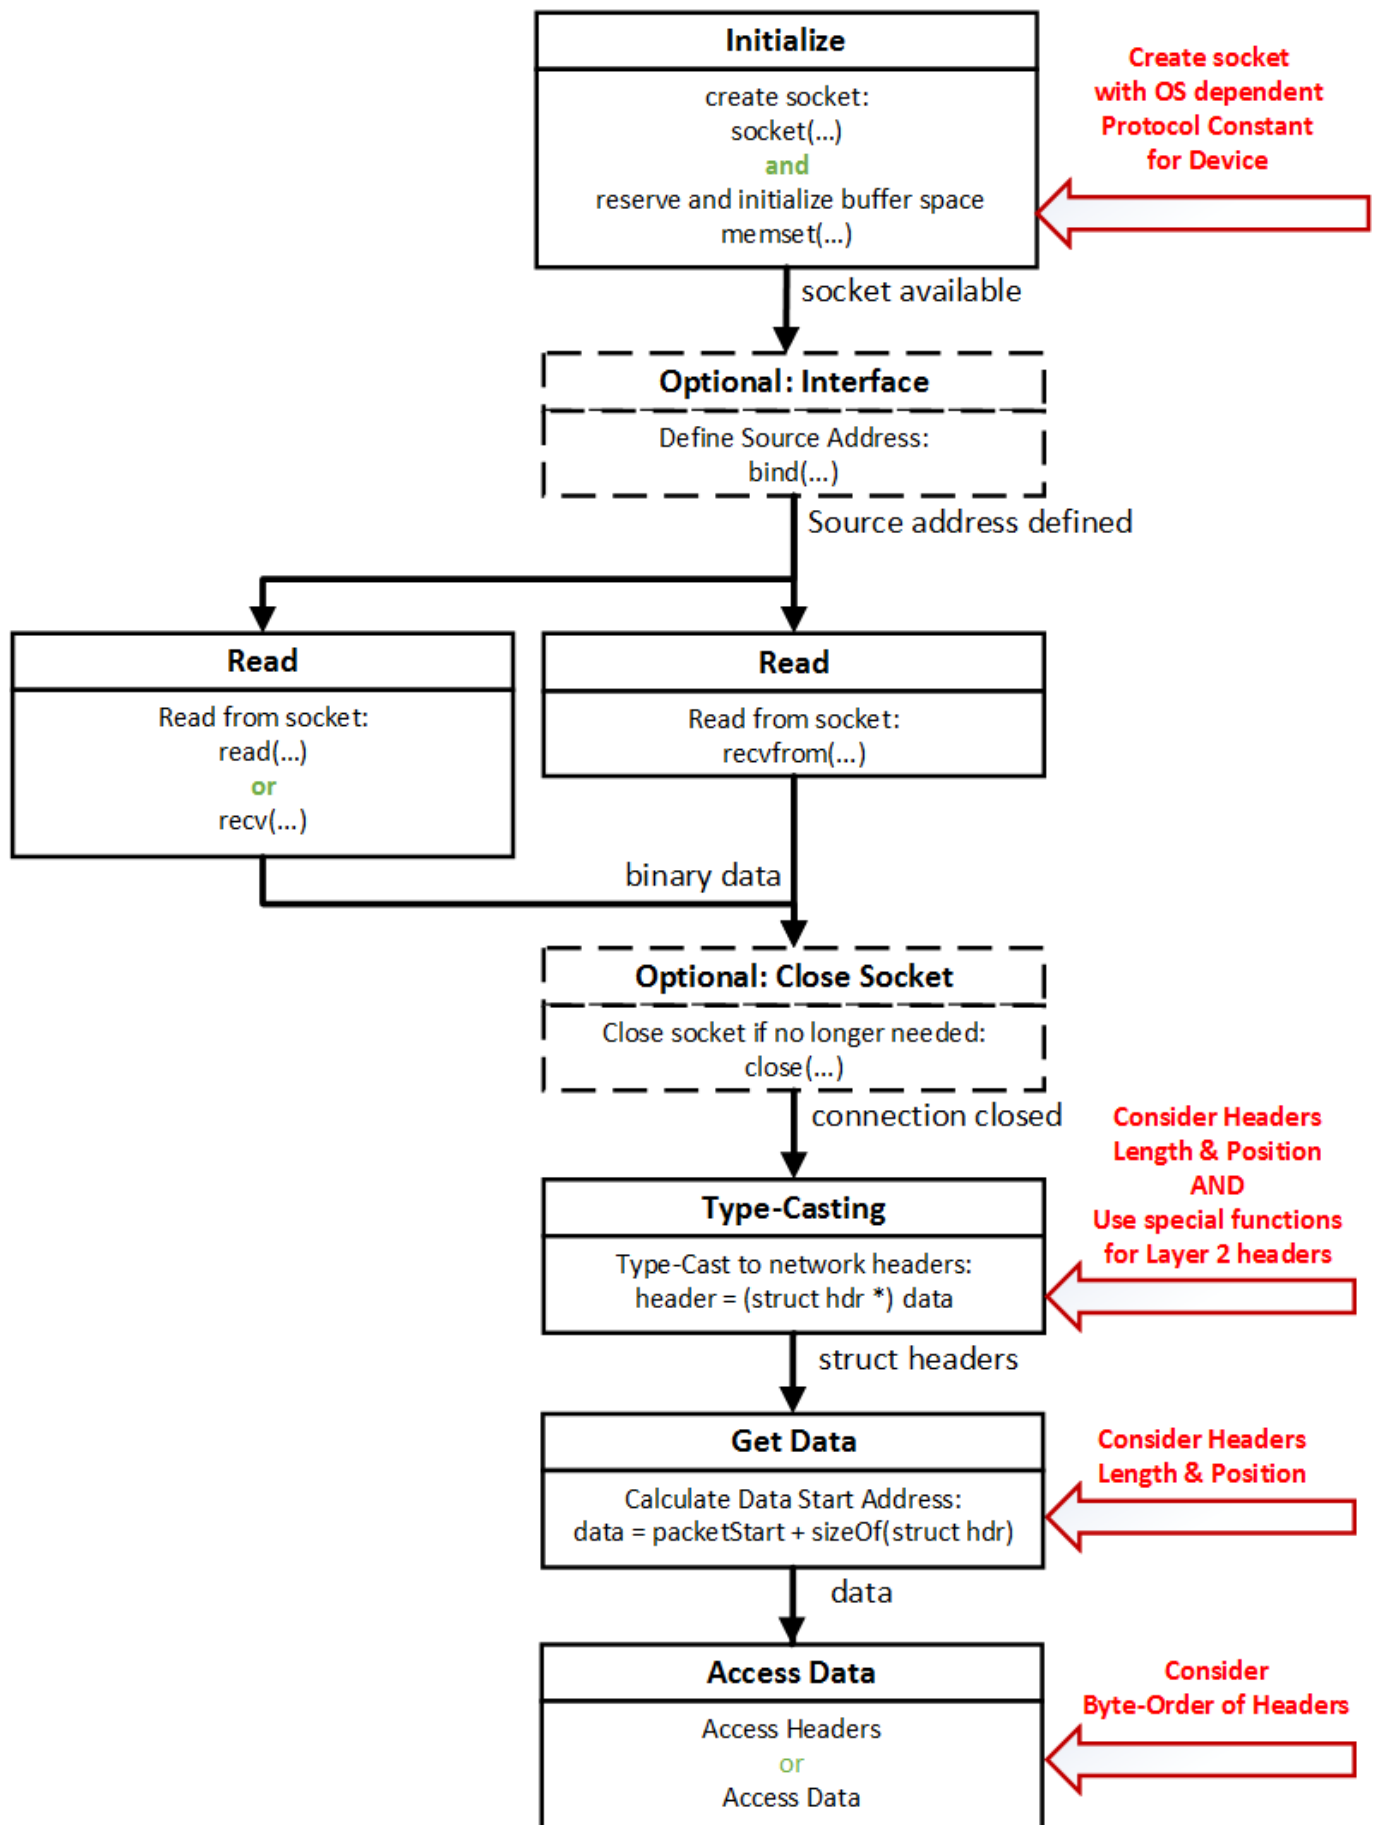 Initialize
create socket:
socket(...)
and
reserve and initialize buffer space
memset(...)
Create socket
with OS dependent
Protocol Constant
for Device
socket available
Optional: Interface
Define Source Address:
bind(...)
Source address defined
Read
Read from socket:
read(...)
or
recv(...)
Read
Read from socket:
recvfrom(...)
binary data
Optional: Close Socket
Close socket if no longer needed:
close(...)
connection closed
Consider Headers
Length & Position
AND
Use special functions
for Layer 2 headers
Type-Casting
Type-Cast to network headers:
header = (struct hdr *) data
struct headers
Get Data
Calculate Data Start Address:
data = packetStart + sizeOf(struct hdr)
Consider Headers
Length & Position
data
Access Data
Access Headers
or
Access Data
Consider
Byte-Order of Headers